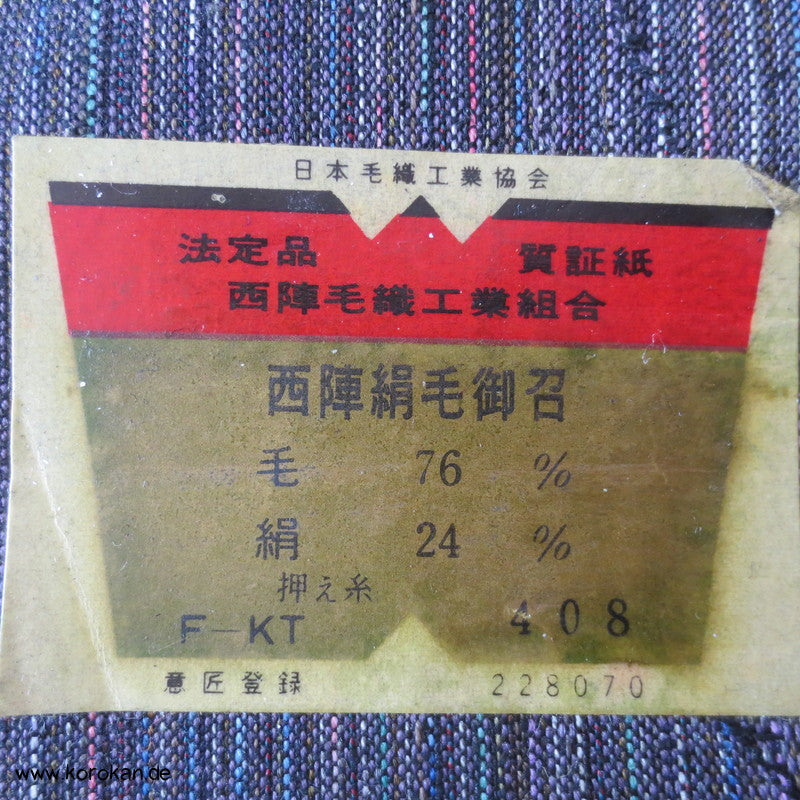 日本毛織工業協会
法定品 質証紙
西陣毛織工業組合
西陣絹毛御召
毛 76 %
絹 24 %
押え糸
F-KT 408
意匠登録 228070
www.korokan.de